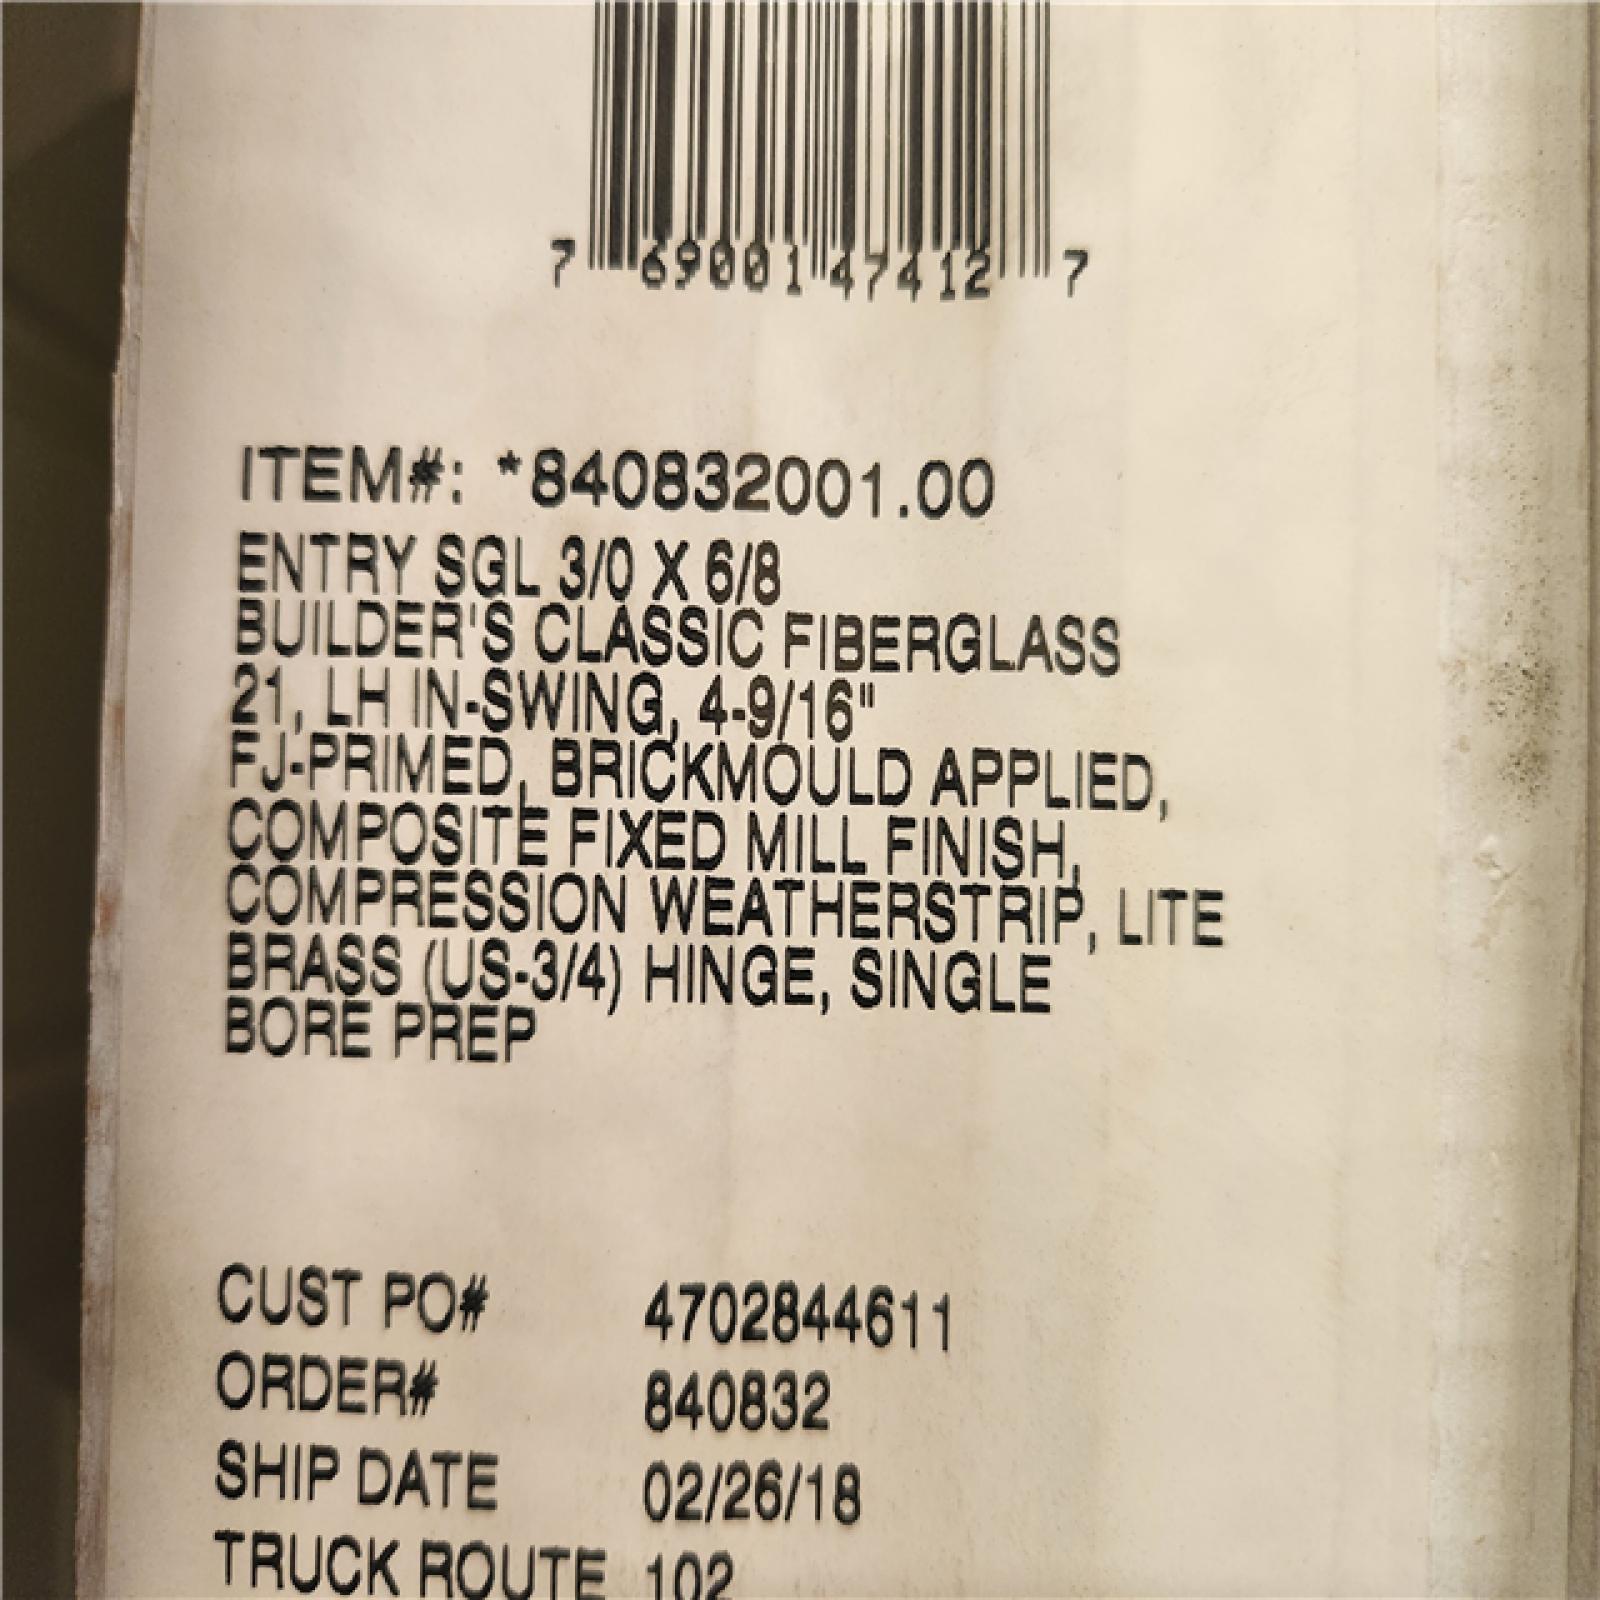 7 69001 47412 7
ITEM#: *840832001.00
ENTRY SGL 3/0 X 6/8
BUILDER'S CLASSIC FIBERGLASS
21, LH IN-SWING, 4-9/16"
FJ-PRIMED, BRICKMOULD APPLIED,
COMPOSITE FIXED MILL FINISH,
COMPRESSION WEATHERSTRIP, LITE
BRASS (US-3/4) HINGE, SINGLE
BORE PREP
CUST PO# 4702844611
ORDER# 840832
SHIP DATE 02/26/18
TRUCK ROUTE 102